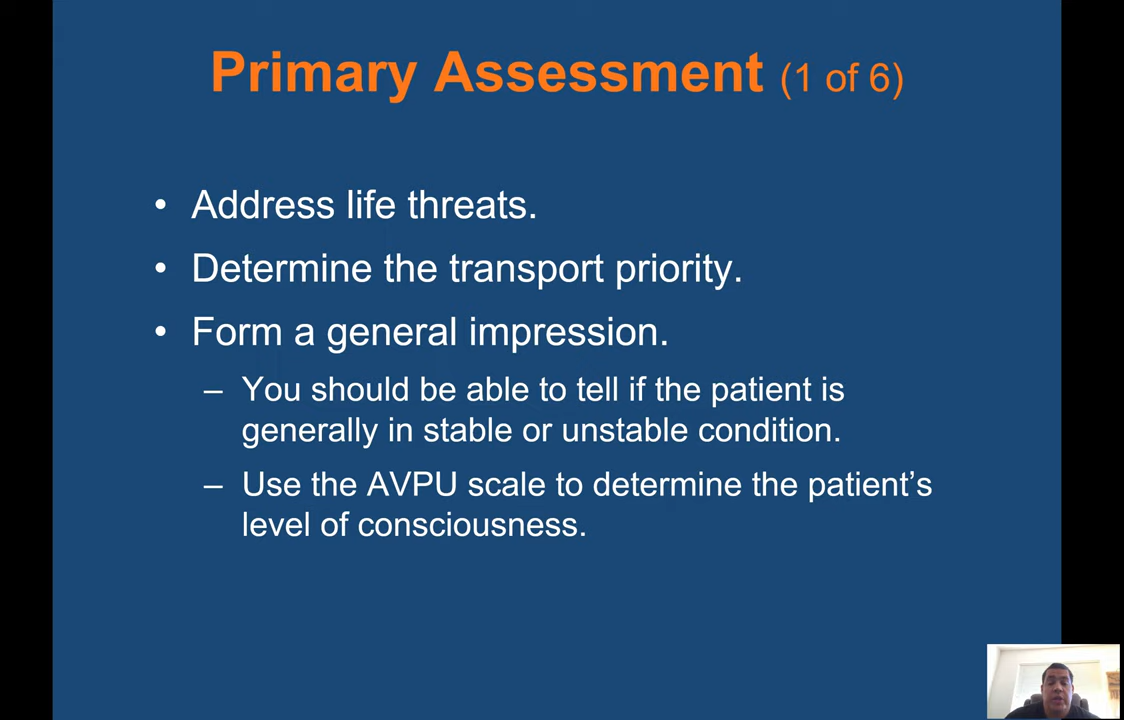 Primary Assessment (1 of 6)
• Address life threats.
• Determine the transport priority.
• Form a general impression.
– You should be able to tell if the patient is
generally in stable or unstable condition.
– Use the AVPU scale to determine the patient’s
level of consciousness.